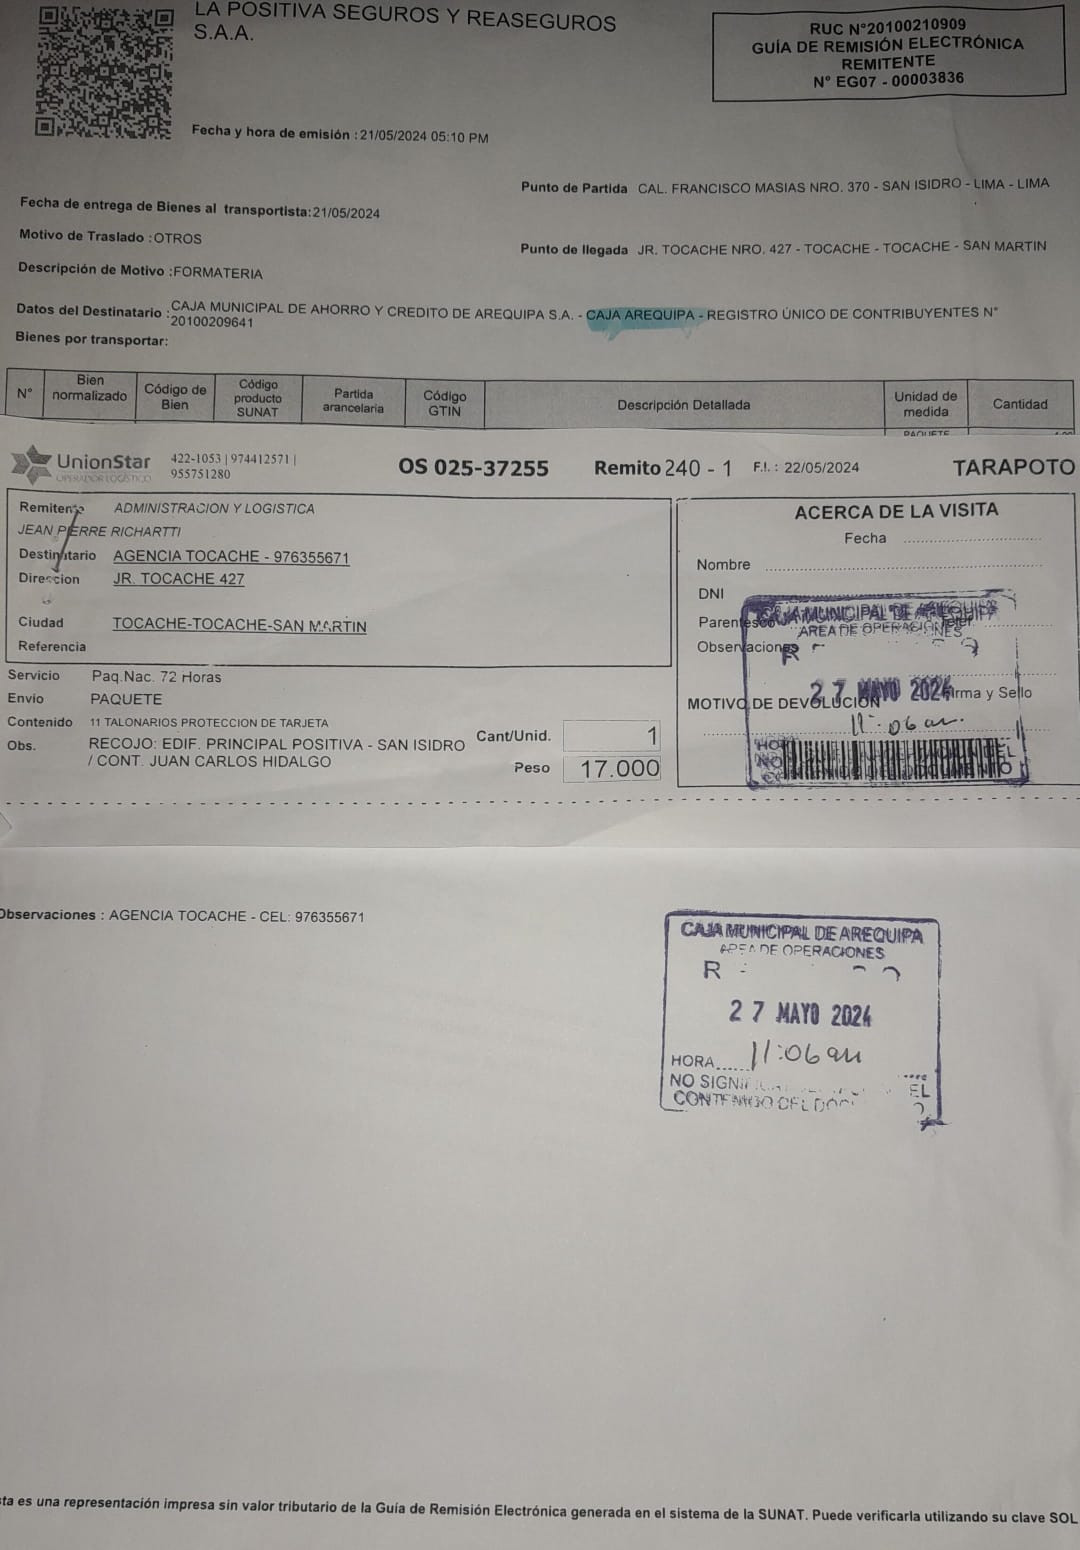 LA POSITIVA SEGUROS Y REASEGUROS
S.A.A.
RUC N°20100210909
GUÍA DE REMISIÓN ELECTRÓNICA
REMITENTE
N° EG07 - 00003836
Fecha y hora de emisión :21/05/2024 05:10 PM
Punto de Partida CAL. FRANCISCO MASIAS NRO. 370 - SAN ISIDRO - LIMA - LIMA
Fecha de entrega de Bienes al transportista:21/05/2024
Motivo de Traslado :OTROS
Punto de llegada JR. TOCACHE NRO. 427 - TOCACHE - TOCACHE - SAN MARTIN
Descripción de Motivo :FORMATERIA
Datos del Destinatario :CAJA MUNICIPAL DE AHORRO Y CREDITO DE AREQUIPA S.A. - CAJA AREQUIPA - REGISTRO ÚNICO DE CONTRIBUYENTES N°
20100209641
Bienes por transportar:
N° Bien normalizado Código de Bien Código producto SUNAT Partida arancelaria Código GTIN Descripción Detallada Unidad de medida Cantidad
PAQUETE
UnionStar
OPERADOR LOGÍSTICO
422-1053 | 974412571 |
955751280
OS 025-37255 Remito 240 - 1 F.I. : 22/05/2024 TARAPOTO
Remitente ADMINISTRACION Y LOGISTICA
JEAN PIERRE RICHARTTI
Destinatario AGENCIA TOCACHE - 976355671
Direccion JR. TOCACHE 427
Ciudad TOCACHE-TOCACHE-SAN MARTIN
Referencia
Servicio Paq.Nac. 72 Horas
Envio PAQUETE
Contenido 11 TALONARIOS PROTECCION DE TARJETA
Obs. RECOJO: EDIF. PRINCIPAL POSITIVA - SAN ISIDRO
/ CONT. JUAN CARLOS HIDALGO
Cant/Unid. 1
Peso 17.000
ACERCA DE LA VISITA
Fecha
Nombre
DNI
Parentesco
Observaciones
Firma y Sello
MOTIVO DE DEVOLUCIÓN
CAJA MUNICIPAL DE AREQUIPA
AREA DE OPERACIONES
R
27 MAYO 2024
11:06 am.
Observaciones : AGENCIA TOCACHE - CEL: 976355671
CAJA MUNICIPAL DE AREQUIPA
AREA DE OPERACIONES
R
27 MAYO 2024
HORA 11:06 am
NO EL
CONTENIDO DEL
sta es una representación impresa sin valor tributario de la Guía de Remisión Electrónica generada en el sistema de la SUNAT. Puede verificarla utilizando su clave SOL